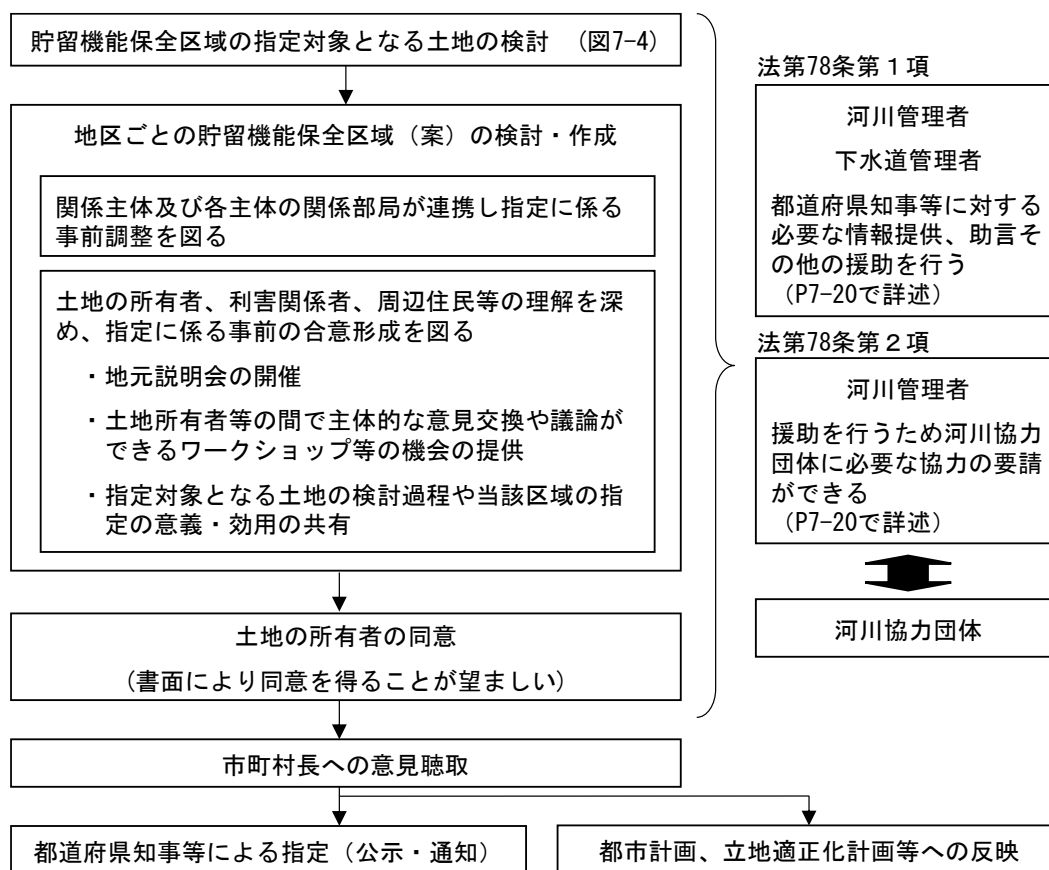 貯留機能保全区域の指定対象となる土地の検討　(図7-4)
地区ごとの貯留機能保全区域（案）の検討・作成
関係主体及び各主体の関係部局が連携し指定に係る
事前調整を図る
土地の所有者、利害関係者、周辺住民等の理解を深
め、指定に係る事前の合意形成を図る
・地元説明会の開催
・土地所有者等の間で主体的な意見交換や議論が
できるワークショップ等の機会の提供
・指定対象となる土地の検討過程や当該区域の指
定の意義・効用の共有
土地の所有者の同意
(書面により同意を得ることが望ましい)
市町村長への意見聴取
都道府県知事等による指定（公示・通知）
都市計画、立地適正化計画等への反映
法第78条第１項
河川管理者
下水道管理者
都道府県知事等に対する
必要な情報提供、助言そ
の他の援助を行う
(P7-20で詳述)
法第78条第２項
河川管理者
援助を行うため河川協力
団体に必要な協力の要請
ができる
(P7-20で詳述)
河川協力団体